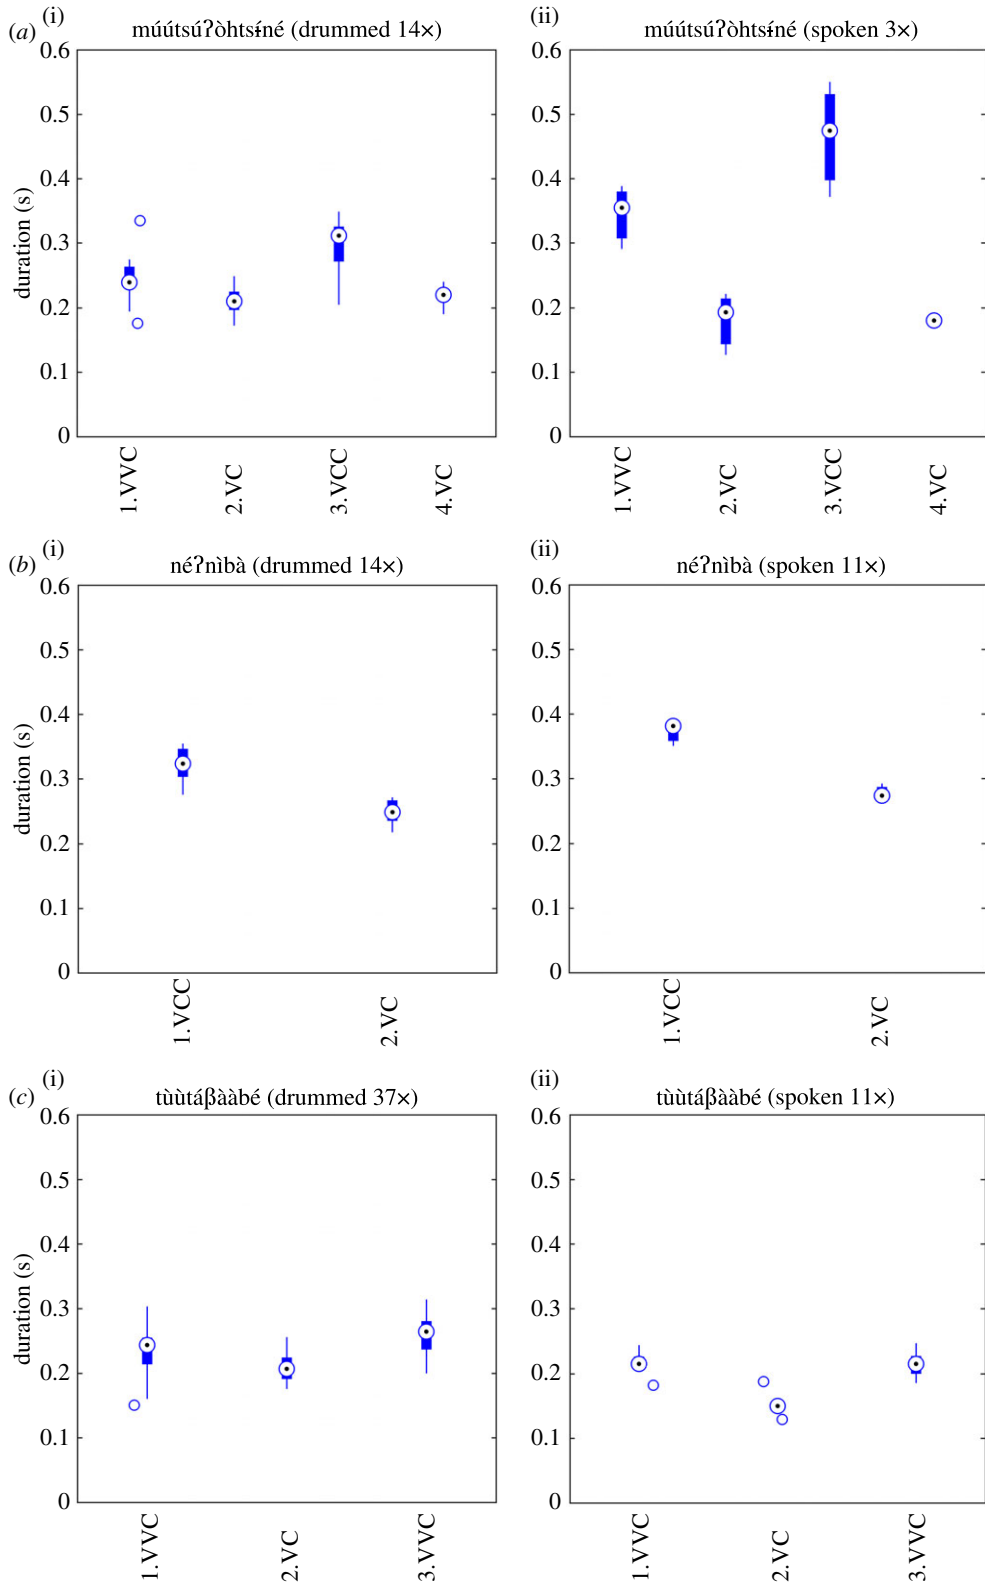 (a) (i) múútsúʔòhtsɨné (drummed 14×)
(ii) múútsúʔòhtsɨné (spoken 3×)
duration (s)
0.6
0.5
0.4
0.3
0.2
0.1
0
1.VVC 2.VC 3.VCC 4.VC
0.6
0.5
0.4
0.3
0.2
0.1
0
1.VVC 2.VC 3.VCC 4.VC
(b) (i) néʔnìbà (drummed 14×)
(ii) néʔnìbà (spoken 11×)
duration (s)
0.6
0.5
0.4
0.3
0.2
0.1
0
1.VCC 2.VC
0.6
0.5
0.4
0.3
0.2
0.1
0
1.VCC 2.VC
(c) (i) tùùtáβààbé (drummed 37×)
(ii) tùùtáβààbé (spoken 11×)
duration (s)
0.6
0.5
0.4
0.3
0.2
0.1
0
1.VVC 2.VC 3.VVC
0.6
0.5
0.4
0.3
0.2
0.1
0
1.VVC 2.VC 3.VVC